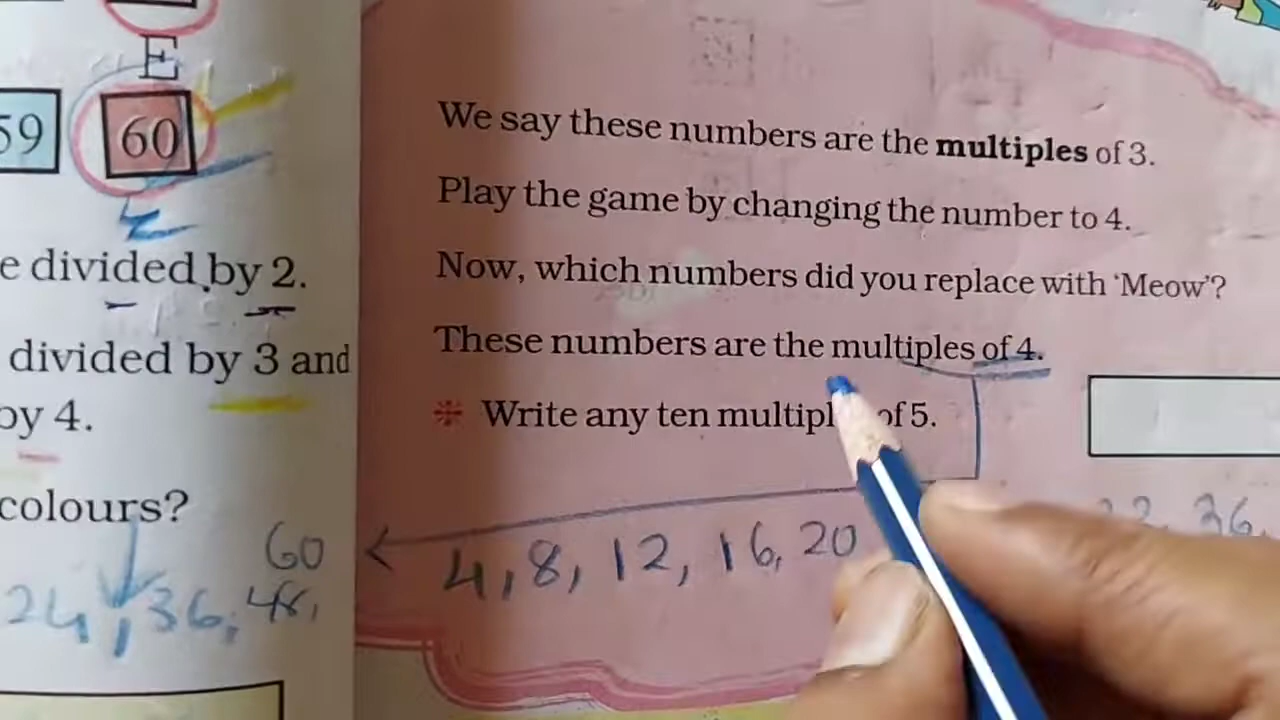 E
59 60
e divided by 2.
divided by 3 and
by 4.
colours?
60
24, 36, 48,
We say these numbers are the multiples of 3.
Play the game by changing the number to 4.
Now, which numbers did you replace with ‘Meow’?
These numbers are the multiples of 4.
Write any ten multipl of 5.
4, 8, 12, 16, 20
36,